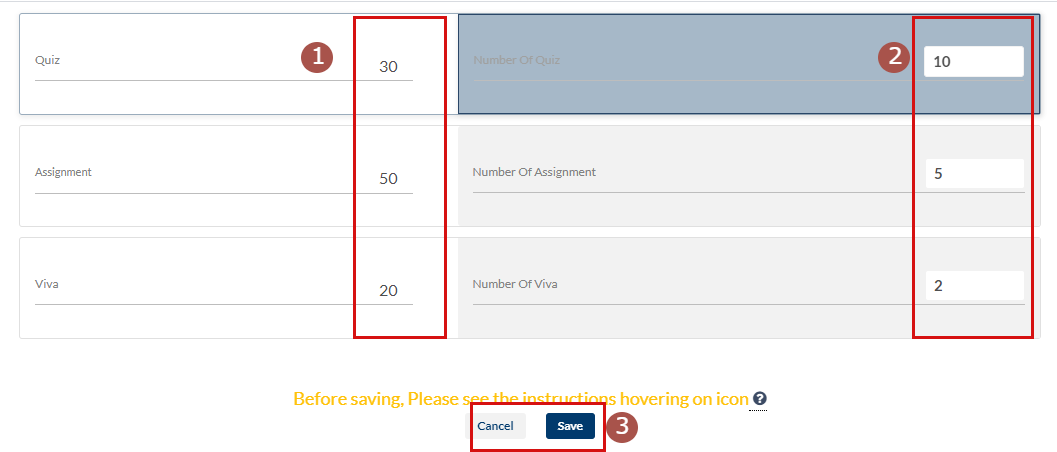 Quiz 1 30 Number Of Quiz 2 10
Assignment 50 Number Of Assignment 5
Viva 20 Number Of Viva 2
Before saving, Please see the instructions hovering on icon ?
Cancel Save 3